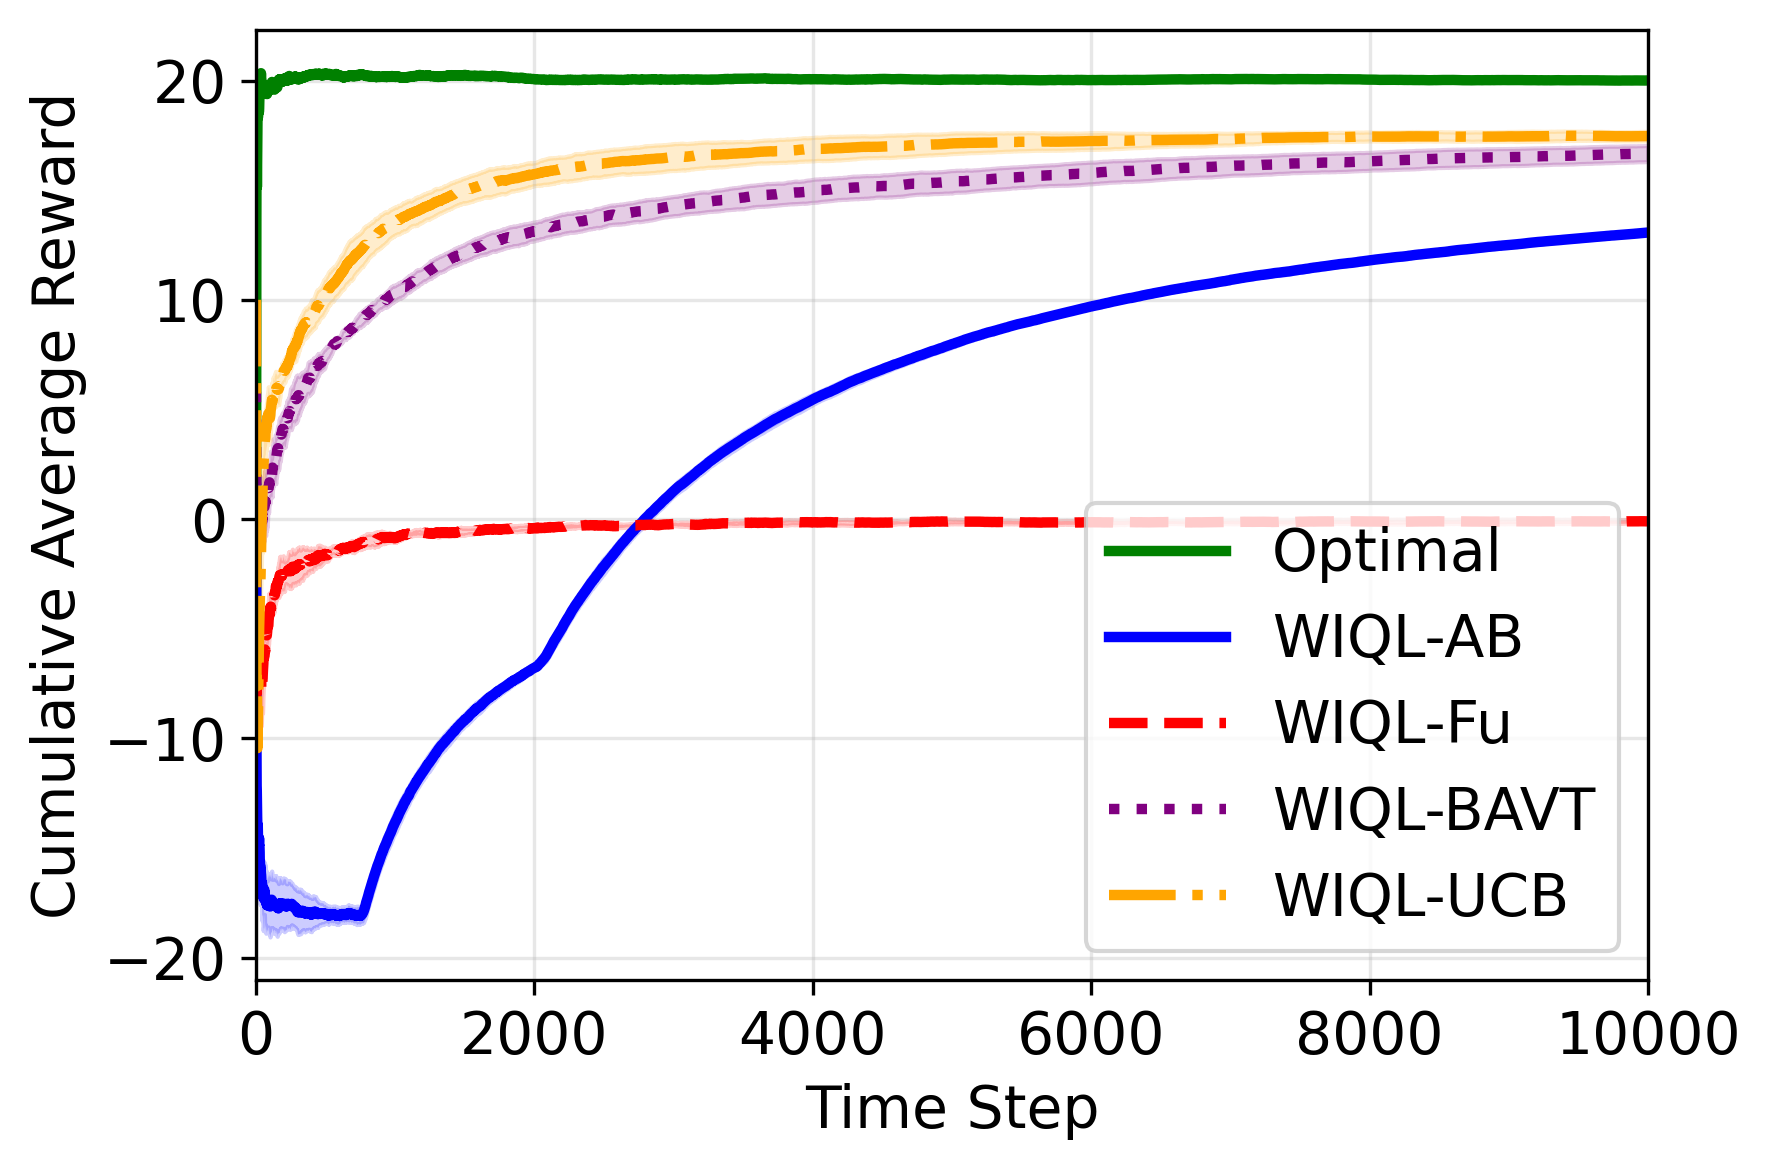 Cumulative Average Reward
20
10
0
−10
−20
0 2000 4000 6000 8000 10000
Time Step
Optimal
WIQL-AB
WIQL-Fu
WIQL-BAVT
WIQL-UCB